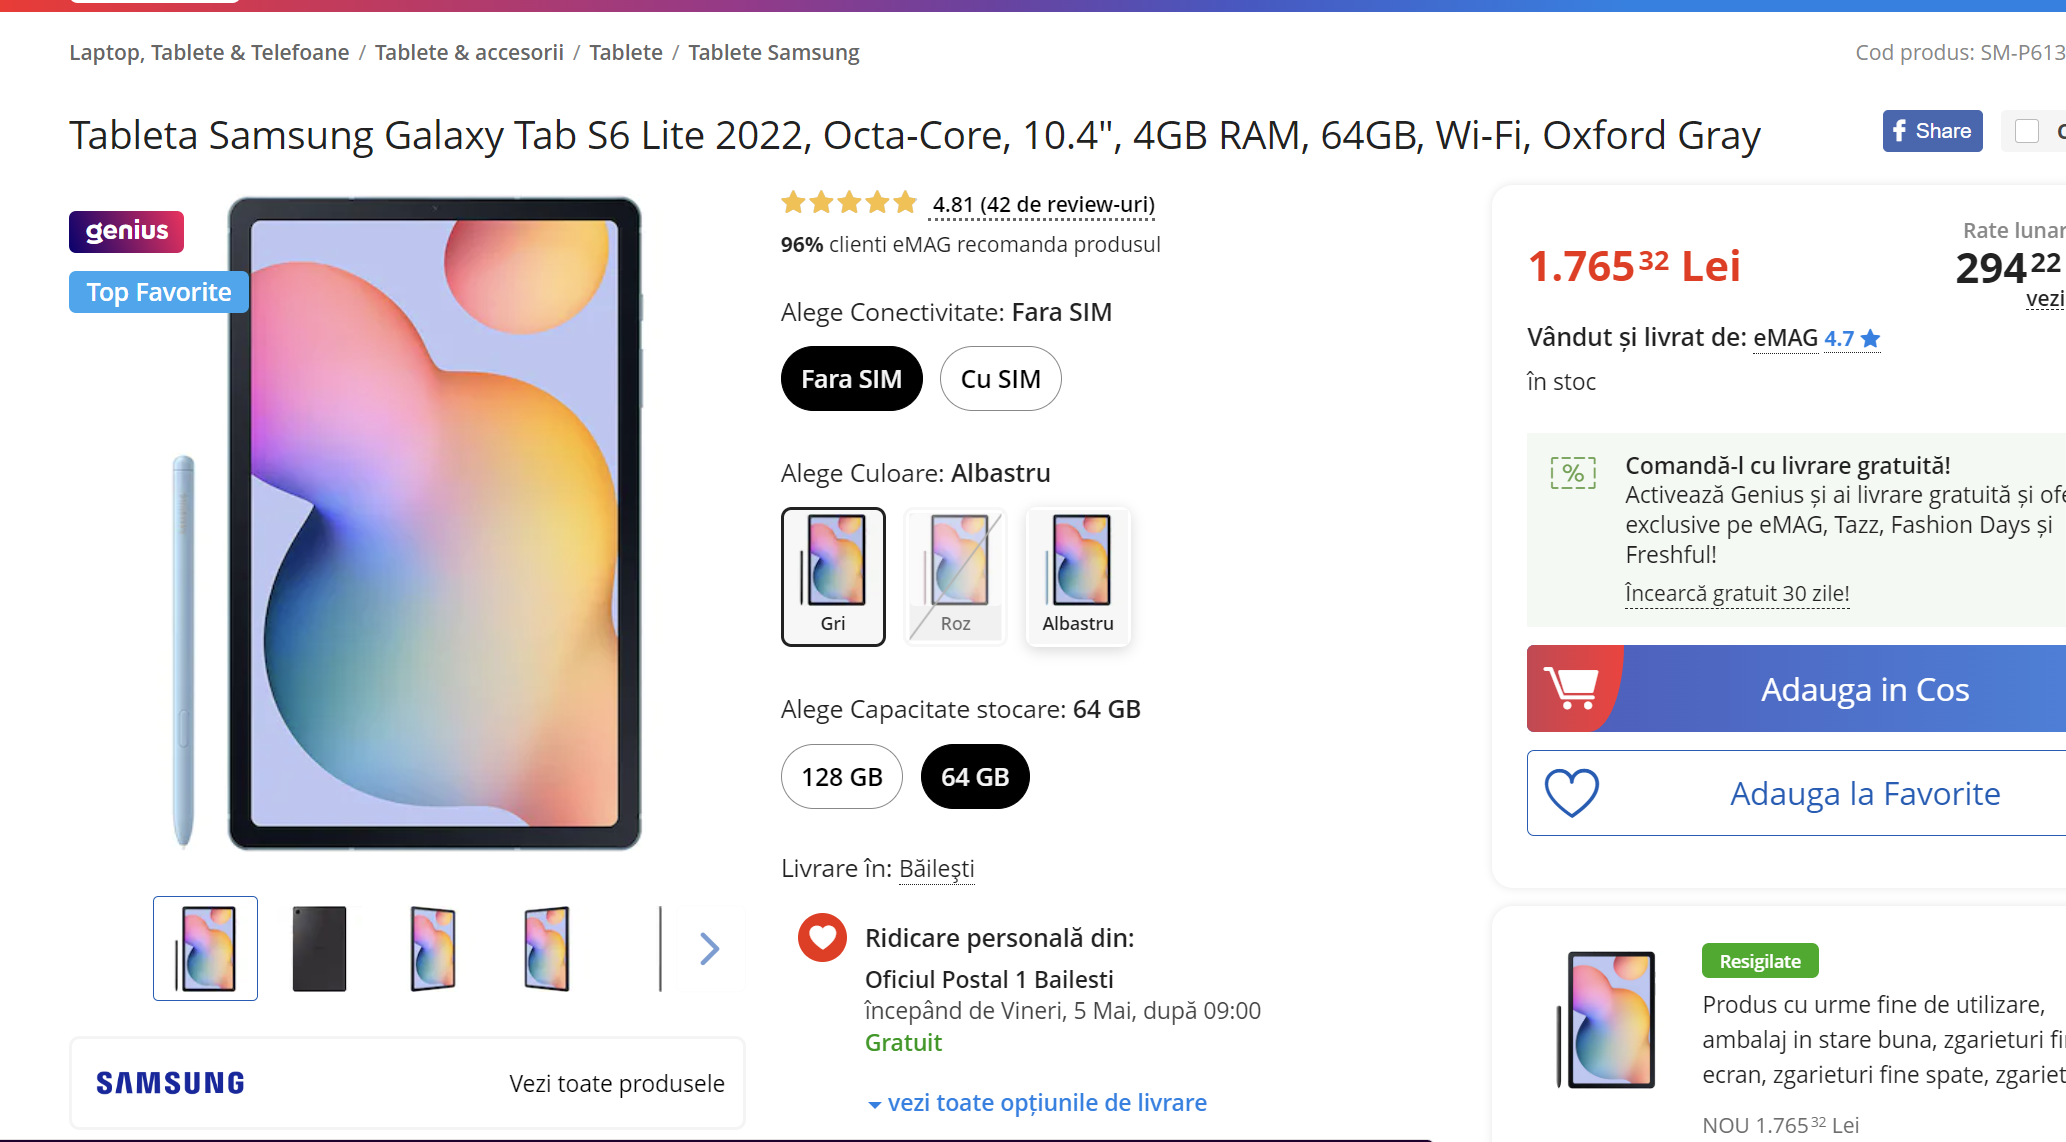 Laptop, Tablete & Telefoane / Tablete & accesorii / Tablete / Tablete Samsung
Cod produs: SM-P613
Tableta Samsung Galaxy Tab S6 Lite 2022, Octa-Core, 10.4", 4GB RAM, 64GB, Wi-Fi, Oxford Gray
Share
genius
Top Favorite
4.81 (42 de review-uri)
96% clienti eMAG recomanda produsul
Alege Conectivitate: Fara SIM
Fara SIM
Cu SIM
Alege Culoare: Albastru
Gri
Roz
Albastru
Alege Capacitate stocare: 64 GB
128 GB
64 GB
Livrare în: Băileşti
Ridicare personală din:
Oficiul Postal 1 Bailesti
începând de Vineri, 5 Mai, după 09:00
Gratuit
vezi toate opțiunile de livrare
SAMSUNG
Vezi toate produsele
1.765 32 Lei
Rate lunar
294 22
vezi
Vândut și livrat de: eMAG 4.7
în stoc
%
Comandă-l cu livrare gratuită!
Activează Genius și ai livrare gratuită și ofe
exclusive pe eMAG, Tazz, Fashion Days și
Freshful!
Încearcă gratuit 30 zile!
Adauga in Cos
Adauga la Favorite
Resigilate
Produs cu urme fine de utilizare,
ambalaj in stare buna, zgarieturi fi
ecran, zgarieturi fine spate, zgariet
NOU 1.765 32 Lei